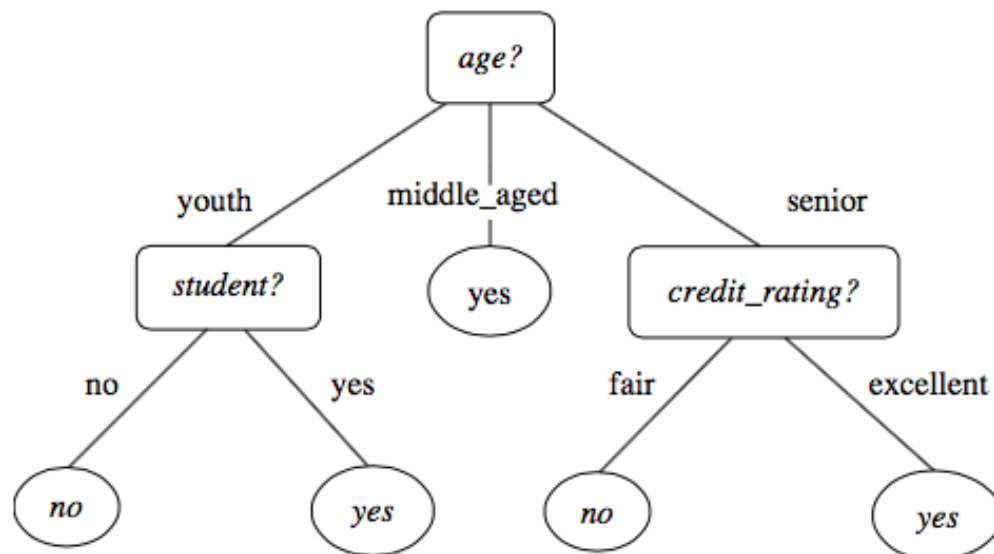 age?
youth
middle_aged
senior
student?
yes
credit_rating?
no
yes
fair
excellent
no
yes
no
yes